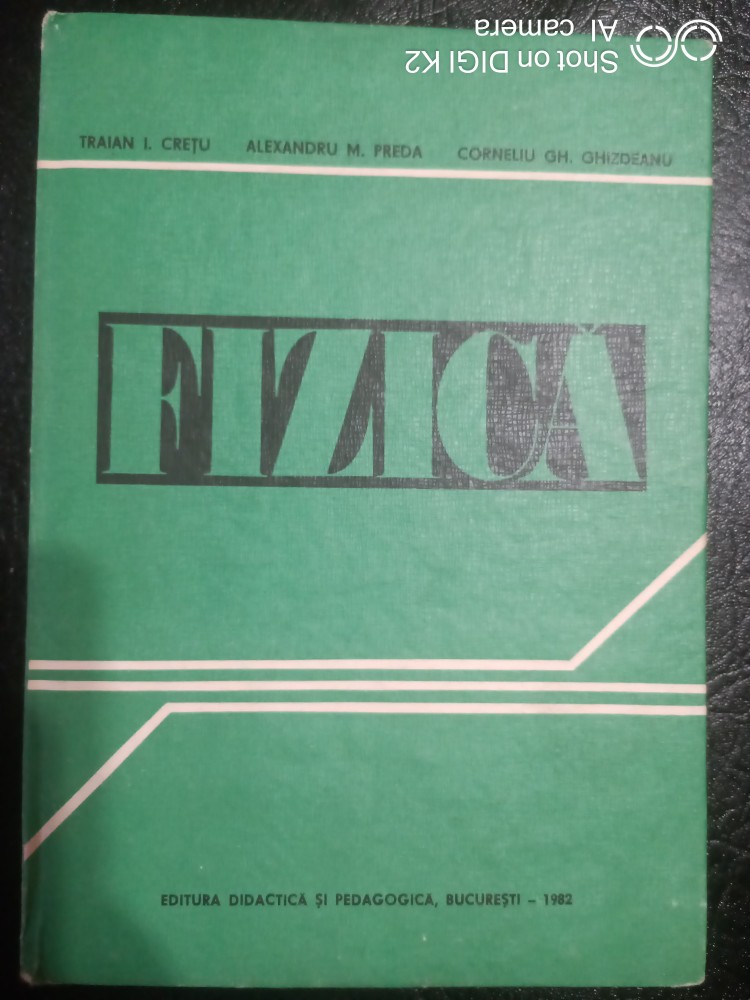 Shot on DIGI K2
AI camera
TRAIAN I. CREȚU ALEXANDRU M. PREDA CORNELIU GH. GHIZDEANU
FIZICĂ
EDITURA DIDACTICĂ ȘI PEDAGOGICĂ, BUCUREȘTI – 1982